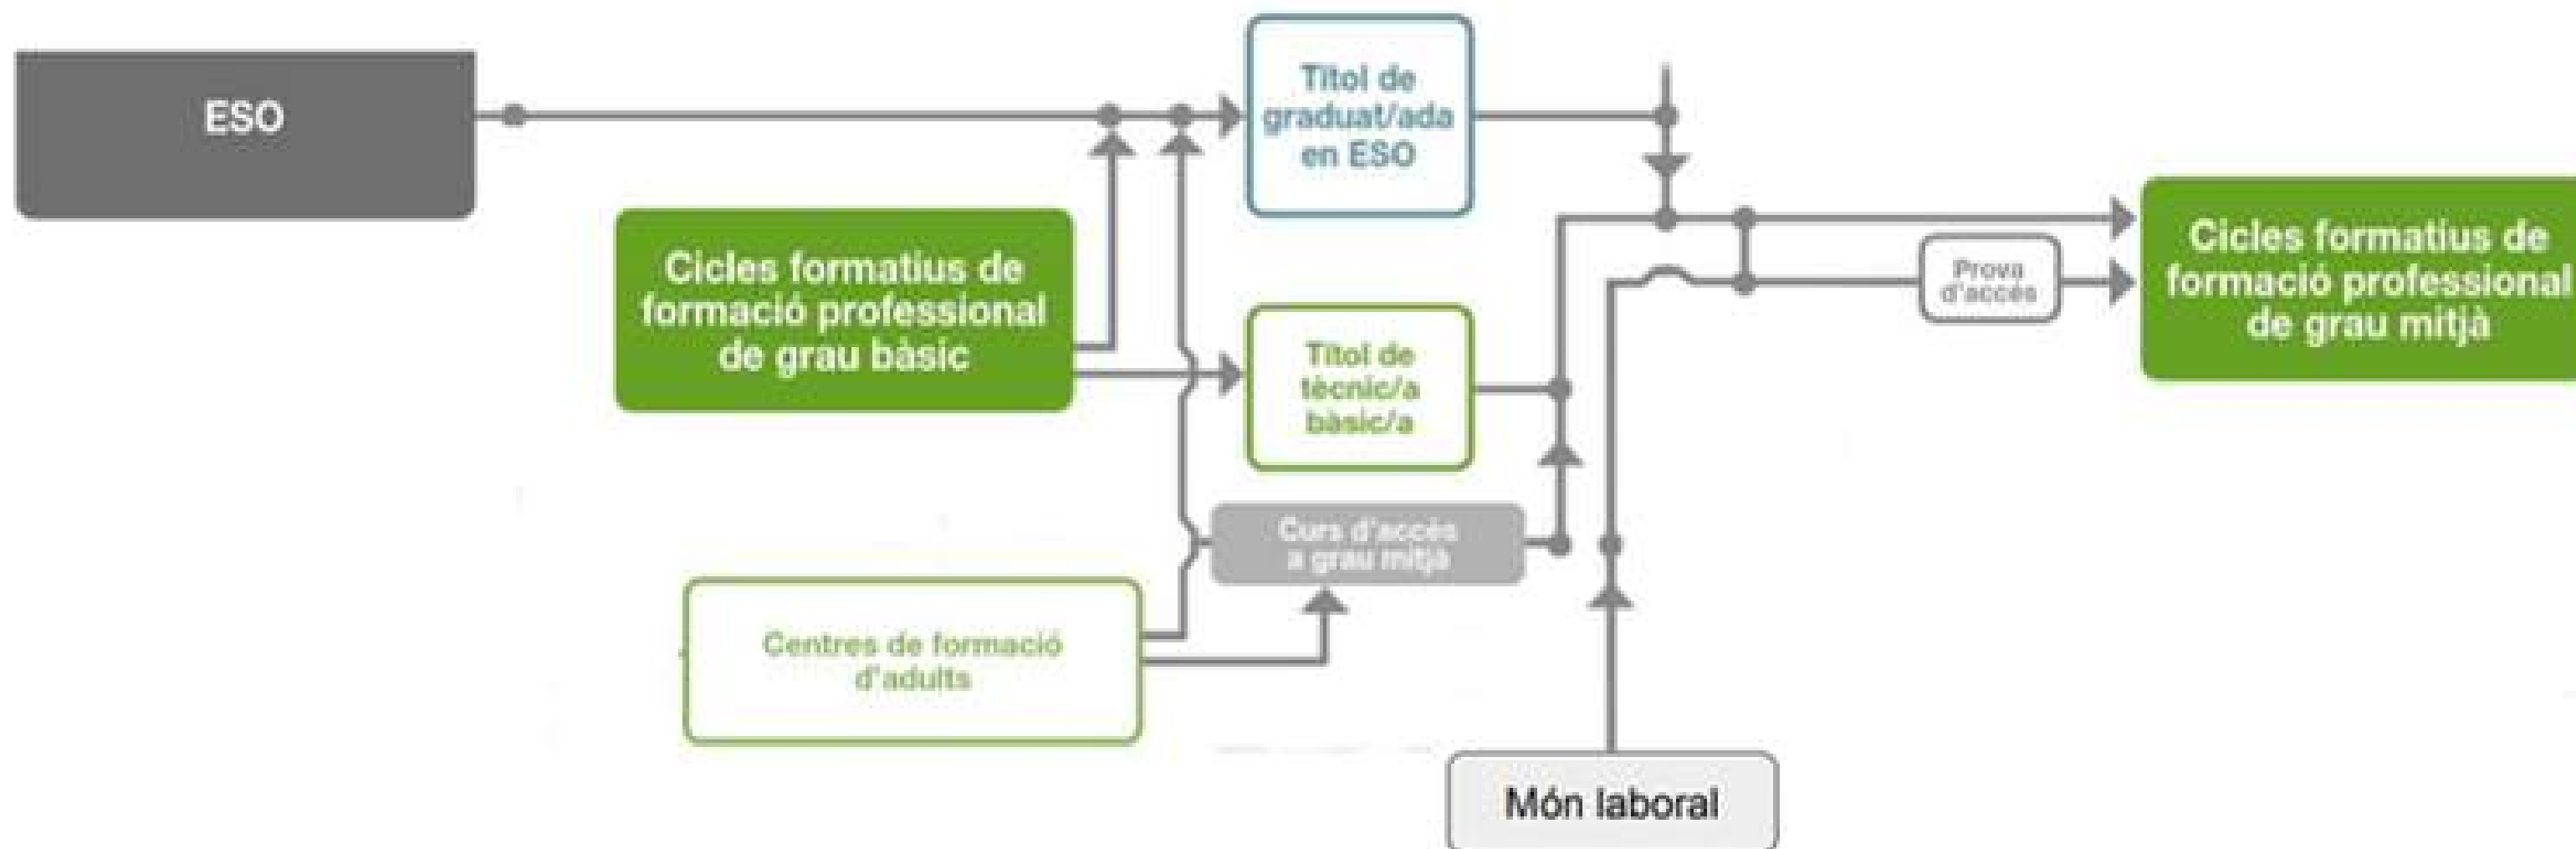 ESO
Títol de
graduat/ada
en ESO
Cicles formatius de
formació professional
de grau bàsic
Títol de
tècnic/a
bàsic/a
Curs d'accés
a grau mitjà
Centres de formació
d'adults
Món laboral
Prova
d'accés
Cicles formatius de
formació professional
de grau mitjà